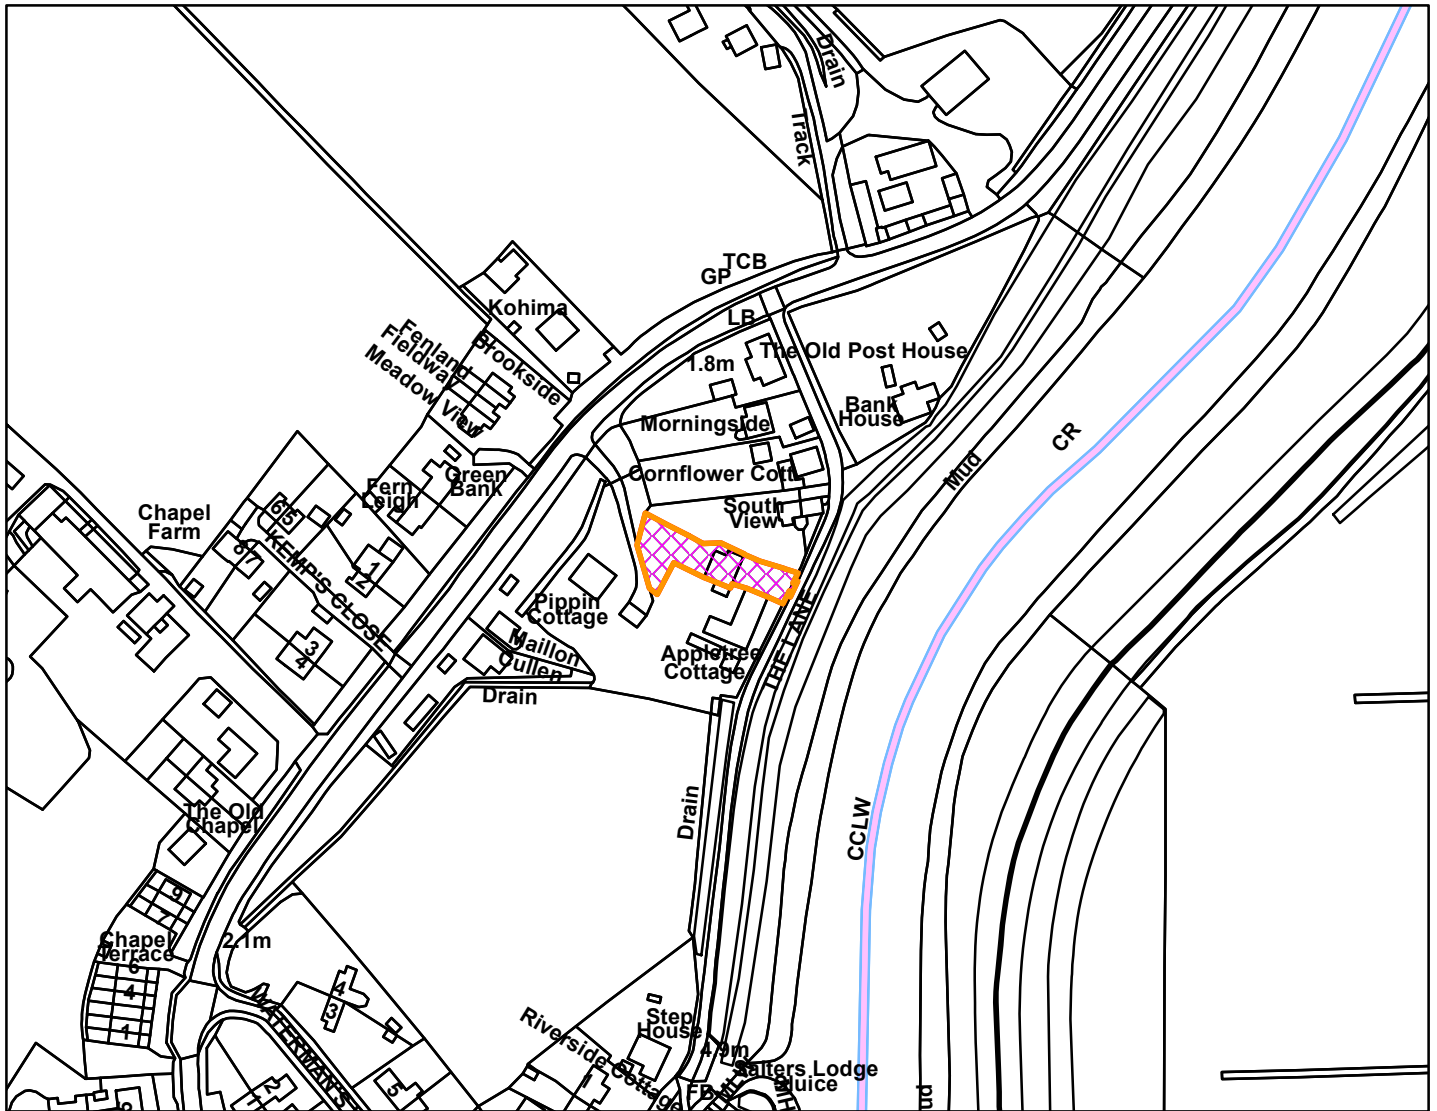 Drain
Track
TCB
GP
Kohima
LB
Brookside
Fenland
Fieldway
Meadow View
1.8m
The Old Post House
Bank
House
Morningside
CR
Mud
Cornflower Cott
Green
Bank
Fern
Leigh
South
View
Chapel
Farm
6
5
8
7
KEMP'S CLOSE
1
2
3
4
Pippin
Cottage
THE LANE
Maillon
Cullen
Appletree
Cottage
Drain
Drain
CCLW
The Old
Chapel
9
7
Chapel
Terrace
2.1m
6
4
1
4
3
WATERMAN'S
Step
House
Riverside Cottage
4.9m
Salters Lodge
Sluice
FB
MLW
2
5
1